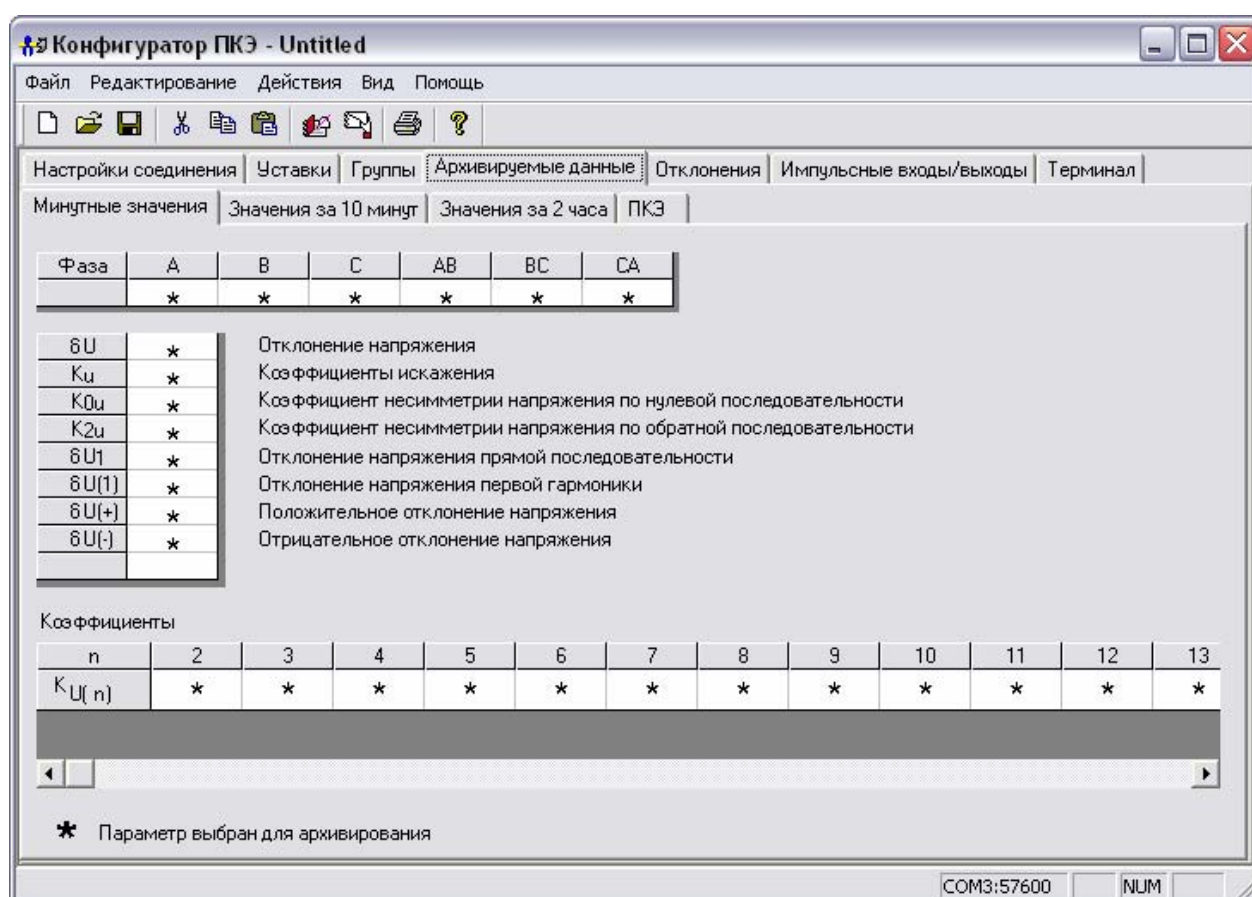 Конфигуратор ПКЭ - Untitled
Файл Редактирование Действия Вид Помощь
Настройки соединения Уставки Группы Архивируемые данные Отклонения Импульсные входы/выходы Терминал
Минутные значения Значения за 10 минут Значения за 2 часа ПКЭ
Фаза A B C AB BC CA
* * * * * *
δU * Отклонение напряжения
Кu * Коэффициенты искажения
К0u * Коэффициент несимметрии напряжения по нулевой последовательности
К2u * Коэффициент несимметрии напряжения по обратной последовательности
δU1 * Отклонение напряжения прямой последовательности
δU(1) * Отклонение напряжения первой гармоники
δU(+) * Положительное отклонение напряжения
δU(-) * Отрицательное отклонение напряжения
Коэффициенты
n 2 3 4 5 6 7 8 9 10 11 12 13
K U( n) * * * * * * * * * * * *
* Параметр выбран для архивирования
COM3:57600 NUM